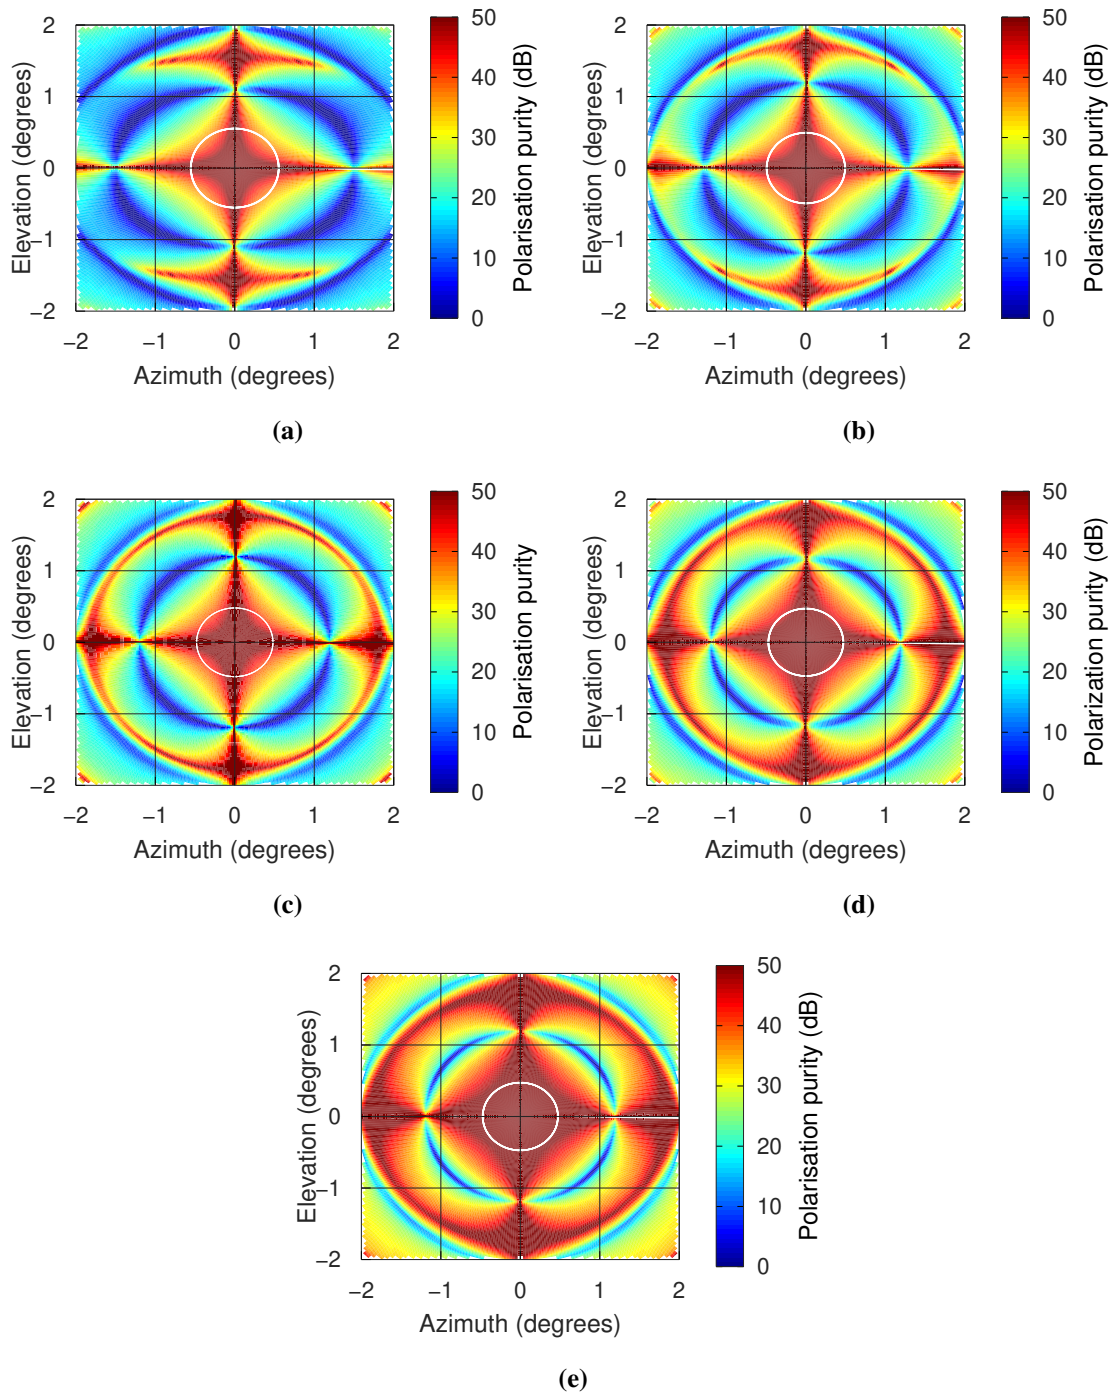 2
1
0
−1
−2
−2 −1 0 1 2
Elevation (degrees)
Azimuth (degrees)
50
40
30
20
10
0
Polarisation purity (dB)
(a)
2
1
0
−1
−2
−2 −1 0 1 2
Elevation (degrees)
Azimuth (degrees)
50
40
30
20
10
0
Polarisation purity (dB)
(b)
2
1
0
−1
−2
−2 −1 0 1 2
Elevation (degrees)
Azimuth (degrees)
50
40
30
20
10
0
Polarisation purity
(c)
2
1
0
−1
−2
−2 −1 0 1 2
Elevation (degrees)
Azimuth (degrees)
50
40
30
20
10
0
Polarization purity (dB)
(d)
2
1
0
−1
−2
−2 −1 0 1 2
Elevation (degrees)
Azimuth (degrees)
50
40
30
20
10
0
Polarisation purity (dB)
(e)